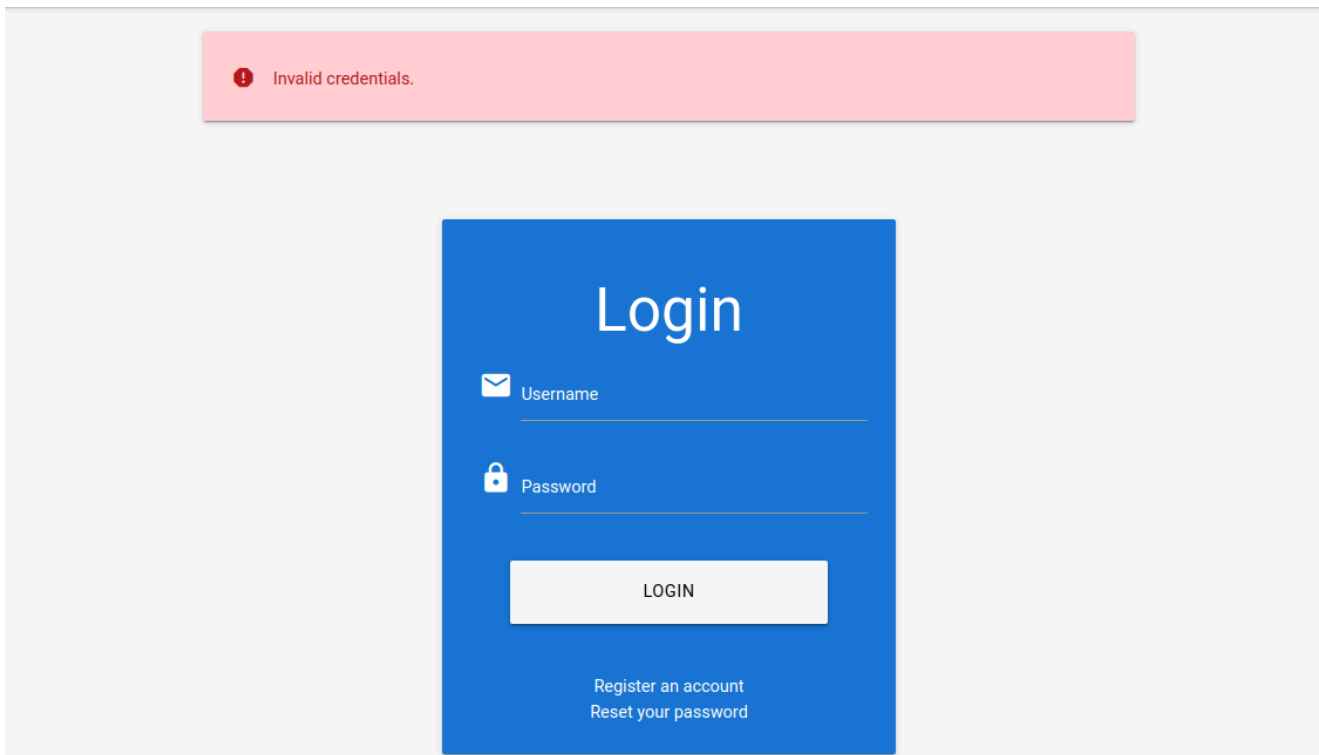 Invalid credentials.
Login
Username
Password
LOGIN
Register an account
Reset your password